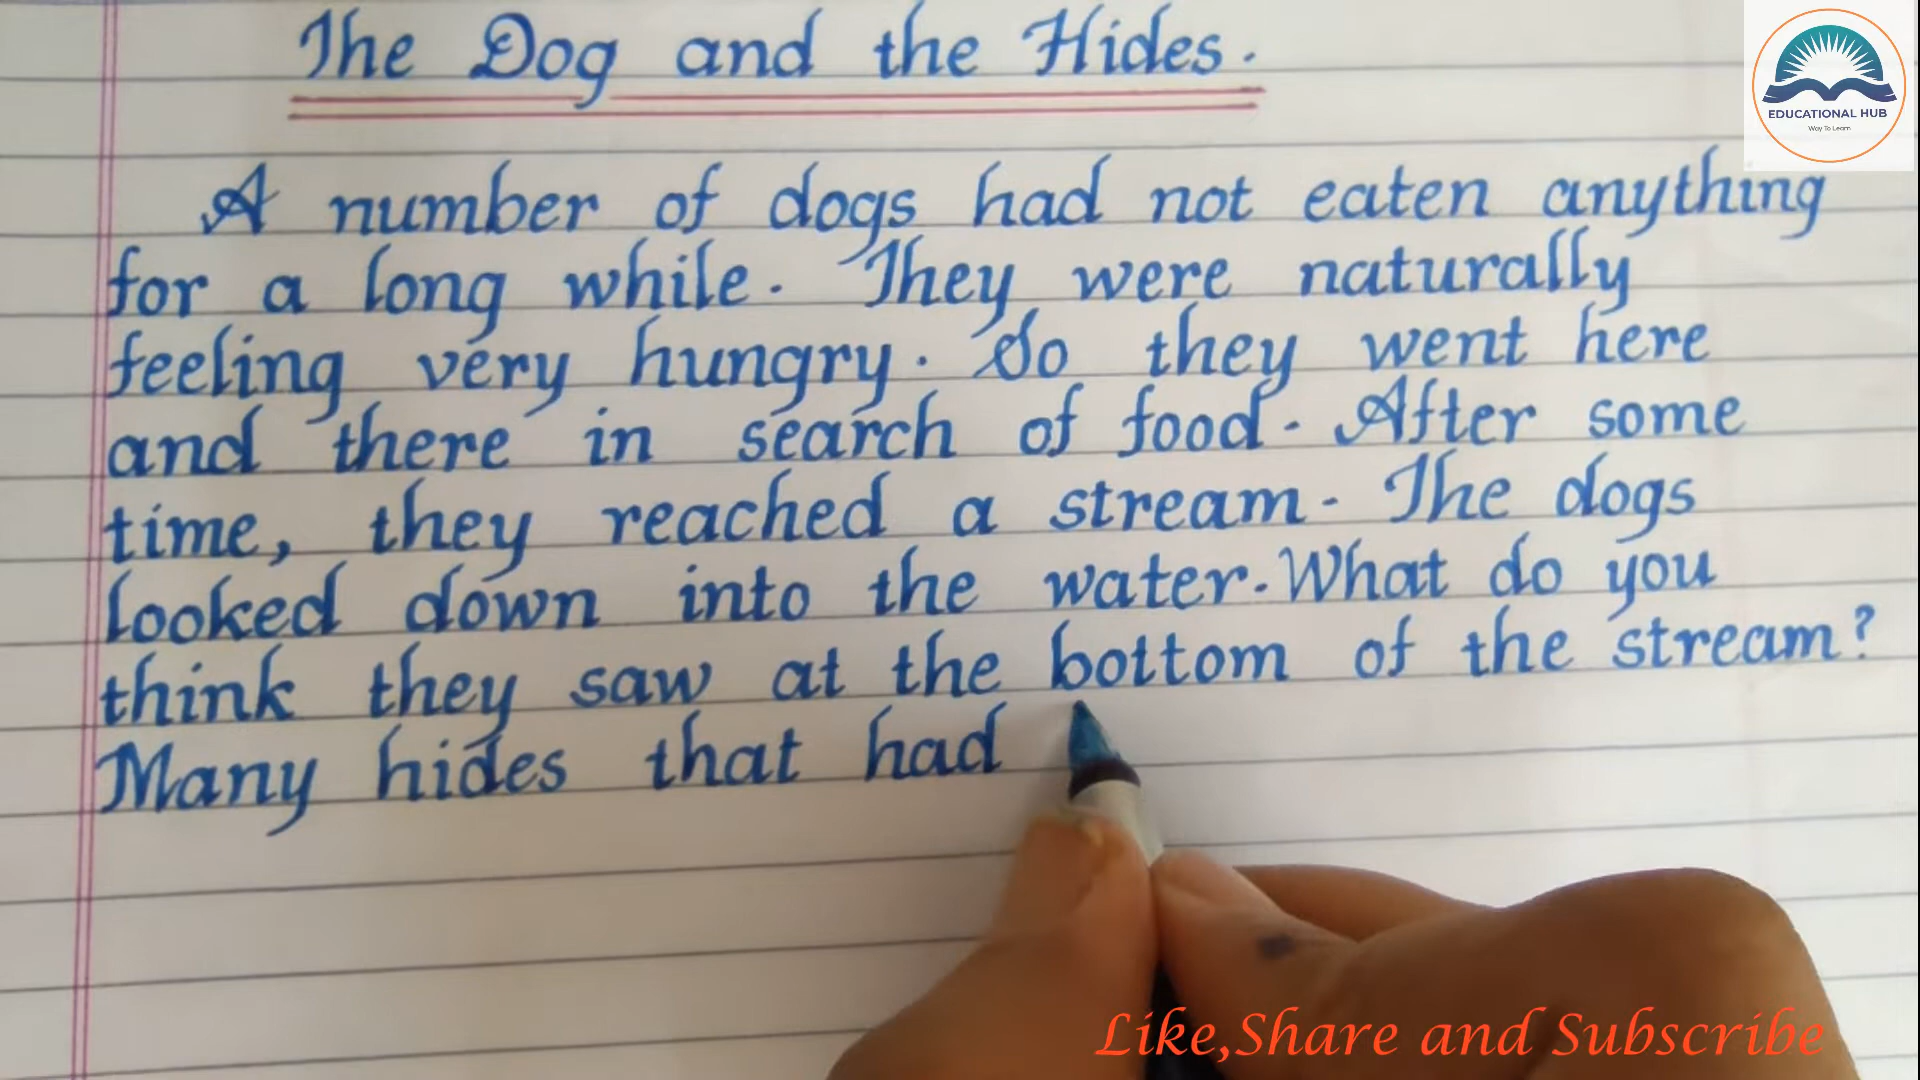 The Dog and the Hides.
EDUCATIONAL HUB
Way To Learn
A number of dogs had not eaten anything
for a long while. They were naturally
feeling very hungry. So they went here
and there in search of food. After some
time, they reached a stream. The dogs
looked down into the water. What do you
think they saw at the bottom of the stream?
Many hides that had
Like,Share and Subscribe